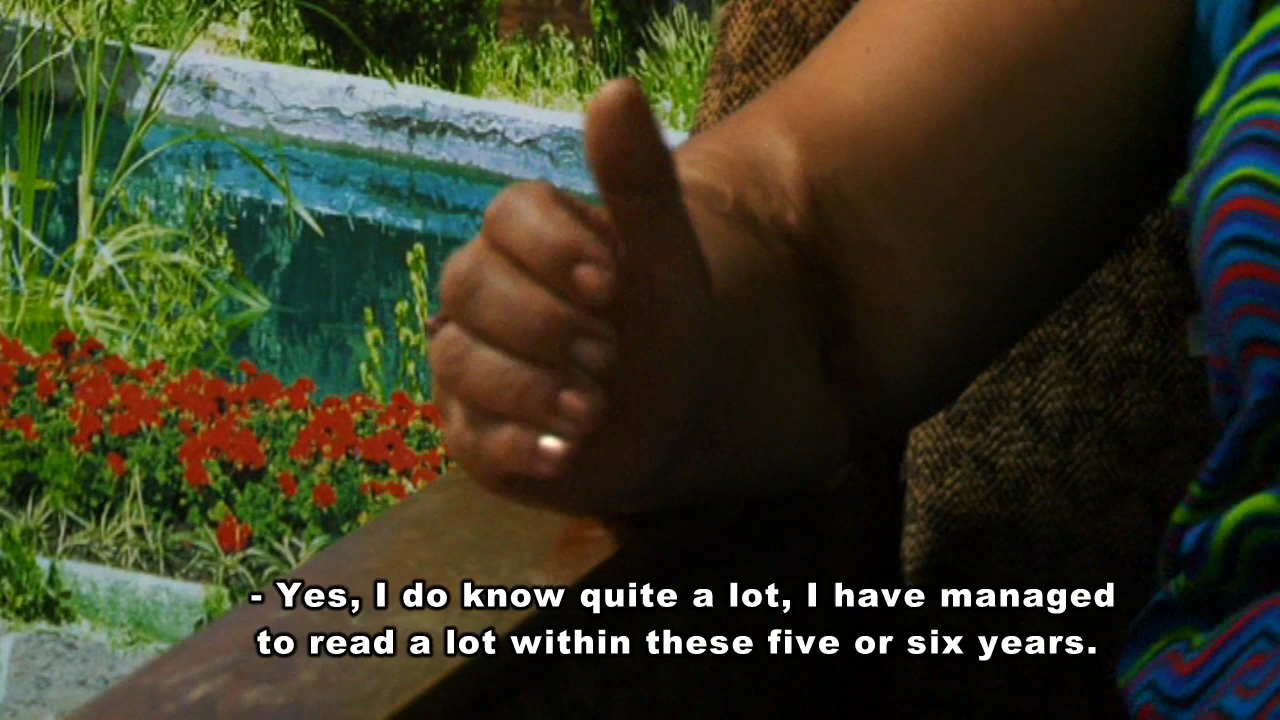 - Yes, I do know quite a lot, I have managed
to read a lot within these five or six years.